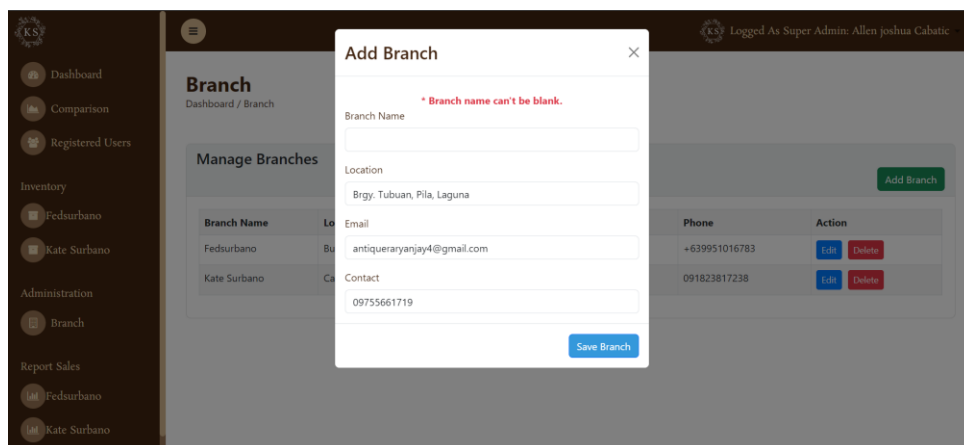 KS
KS Logged As Super Admin: Allen joshua Cabatic
Dashboard
Comparison
Registered Users
Inventory
Fedsurbano
Kate Surbano
Administration
Branch
Report Sales
Fedsurbano
Kate Surbano
Branch
Dashboard / Branch
Manage Branches
Add Branch
Branch Name Lo Phone Action
Fedsurbano Bu +639951016783 Edit Delete
Kate Surbano Ca 091823817238 Edit Delete
Add Branch ×
* Branch name can't be blank.
Branch Name
Location
Brgy. Tubuan, Pila, Laguna
Email
antiqueraryanjay4@gmail.com
Contact
09755661719
Save Branch